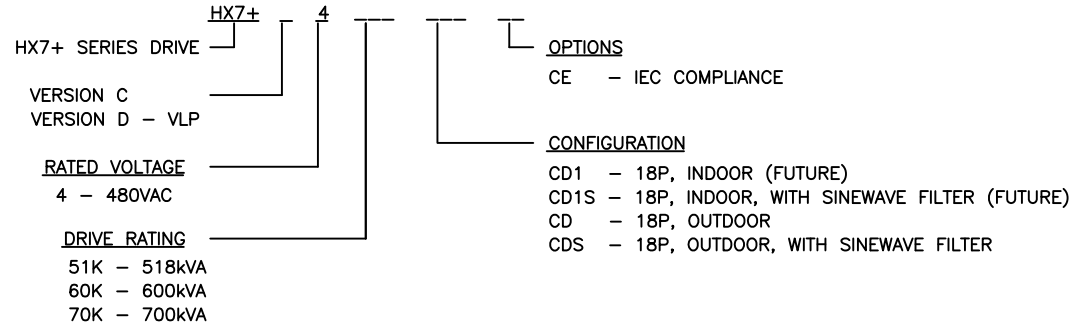 HX7+ _ 4 ___ ___ __
HX7+ SERIES DRIVE
VERSION C
VERSION D – VLP
RATED VOLTAGE
4 – 480VAC
DRIVE RATING
51K – 518kVA
60K – 600kVA
70K – 700kVA
OPTIONS
CE – IEC COMPLIANCE
CONFIGURATION
CD1 – 18P, INDOOR (FUTURE)
CD1S – 18P, INDOOR, WITH SINEWAVE FILTER (FUTURE)
CD – 18P, OUTDOOR
CDS – 18P, OUTDOOR, WITH SINEWAVE FILTER